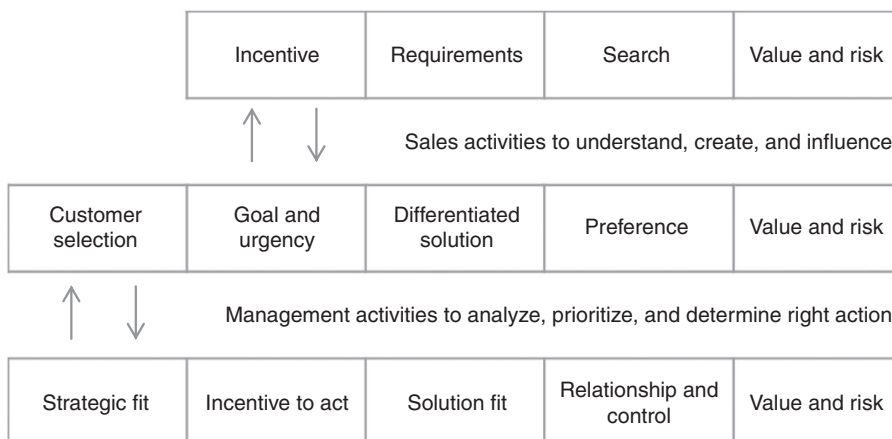 Incentive
Requirements
Search
Value and risk
Sales activities to understand, create, and influence
Customer
selection
Goal and
urgency
Differentiated
solution
Preference
Value and risk
Management activities to analyze, prioritize, and determine right action
Strategic fit
Incentive to act
Solution fit
Relationship and
control
Value and risk